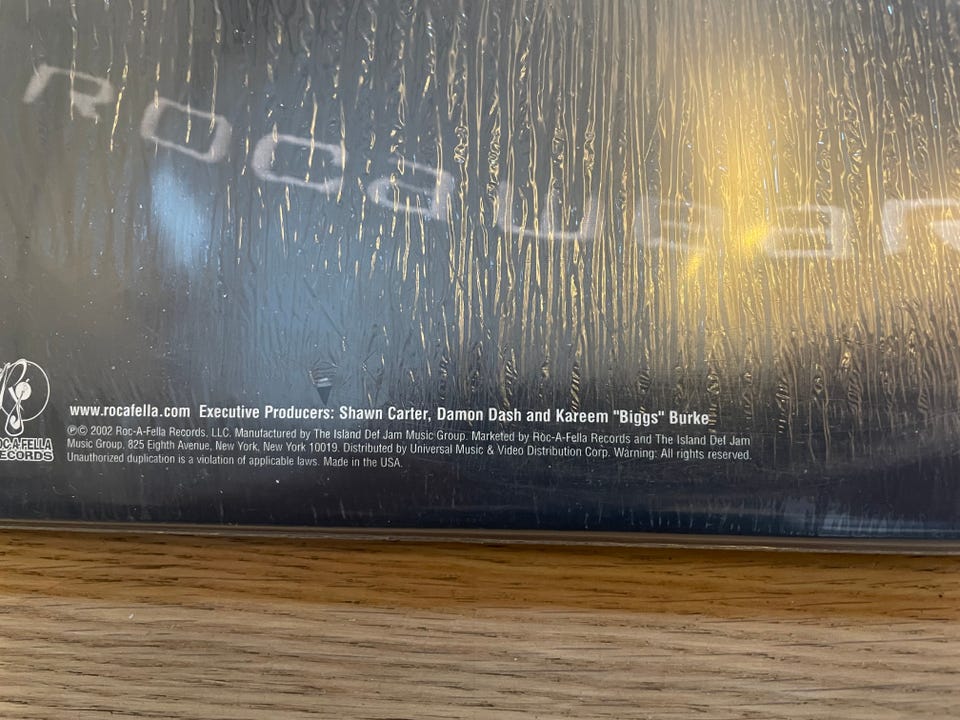 rocawear
www.rocafella.com Executive Producers: Shawn Carter, Damon Dash and Kareem "Biggs" Burke
℗© 2002 Roc-A-Fella Records, LLC. Manufactured by The Island Def Jam Music Group. Marketed by Roc-A-Fella Records and The Island Def Jam
Music Group, 825 Eighth Avenue, New York, New York 10019. Distributed by Universal Music & Video Distribution Corp. Warning: All rights reserved.
Unauthorized duplication is a violation of applicable laws. Made in the USA.
ROC-A-FELLA
RECORDS